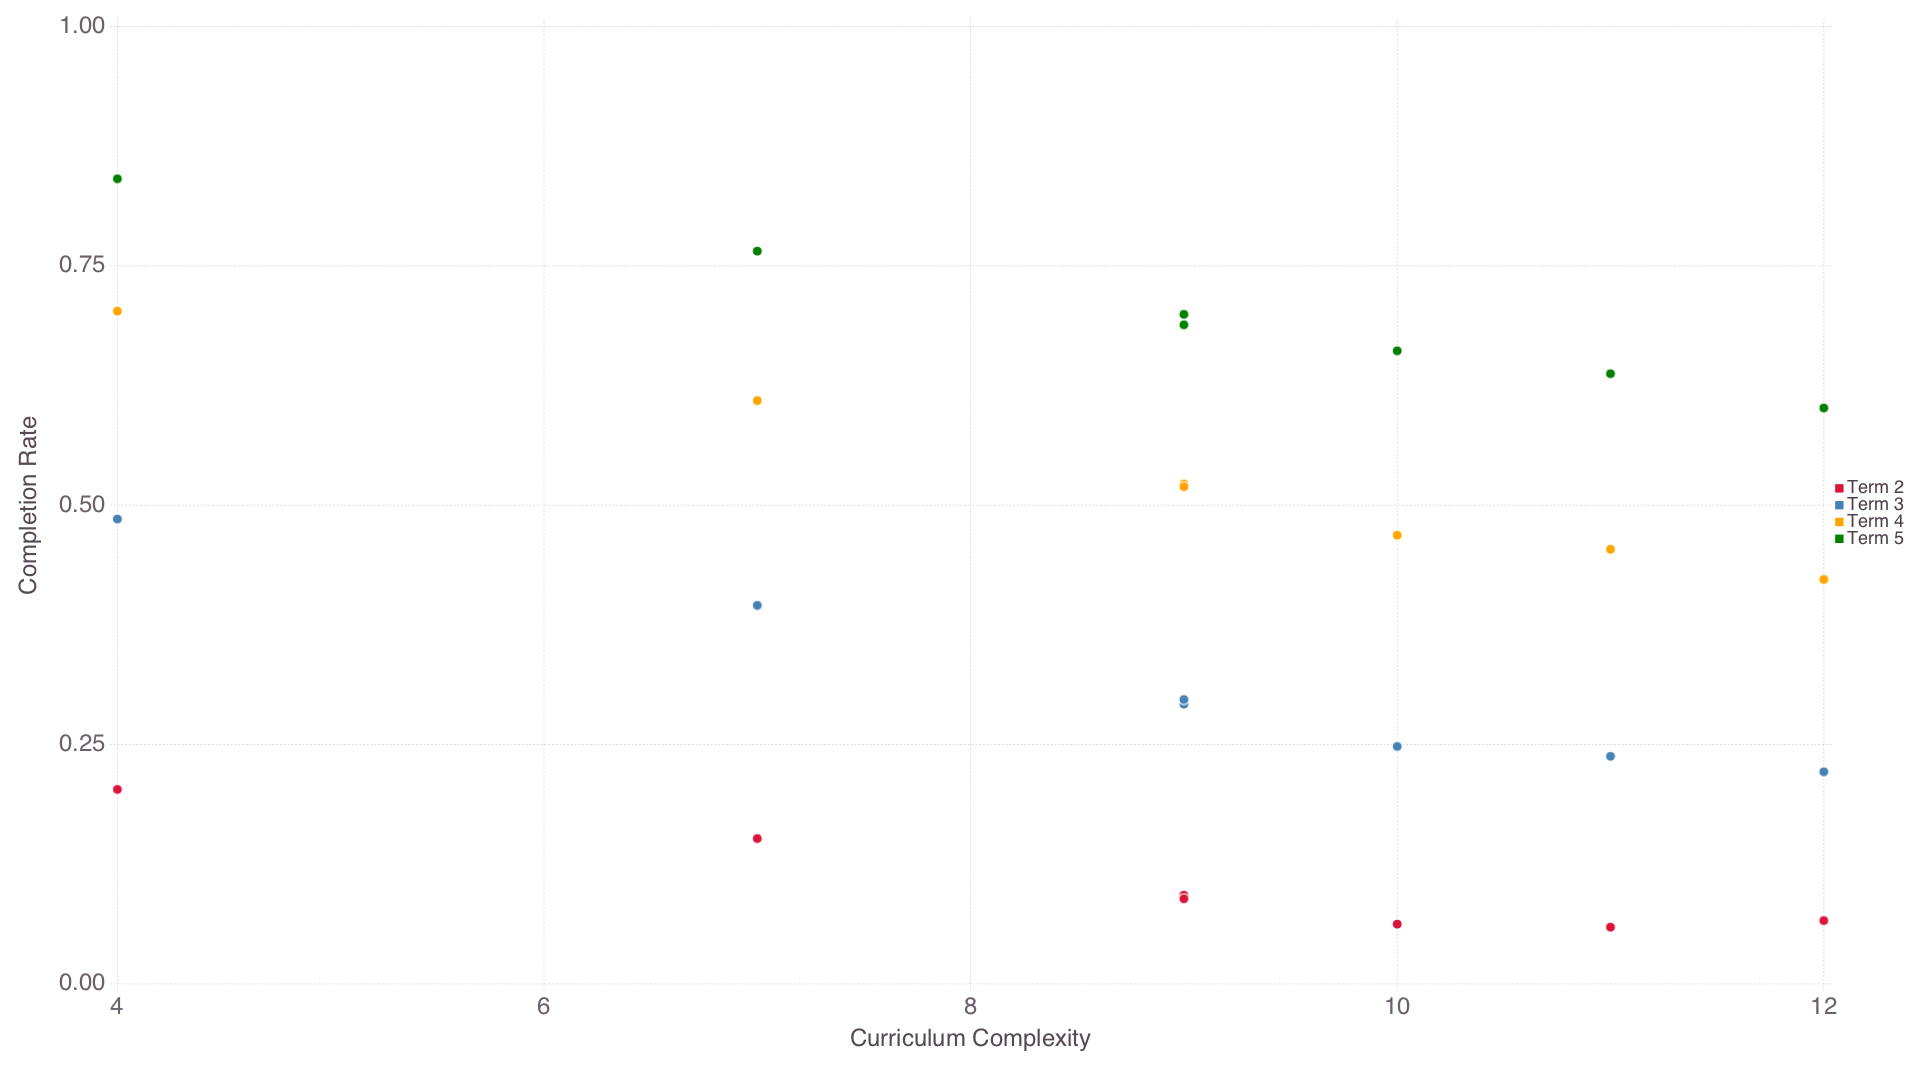 1.00
0.75
0.50
0.25
0.00
Completion Rate
4 6 8 10 12
Curriculum Complexity
Term 2
Term 3
Term 4
Term 5